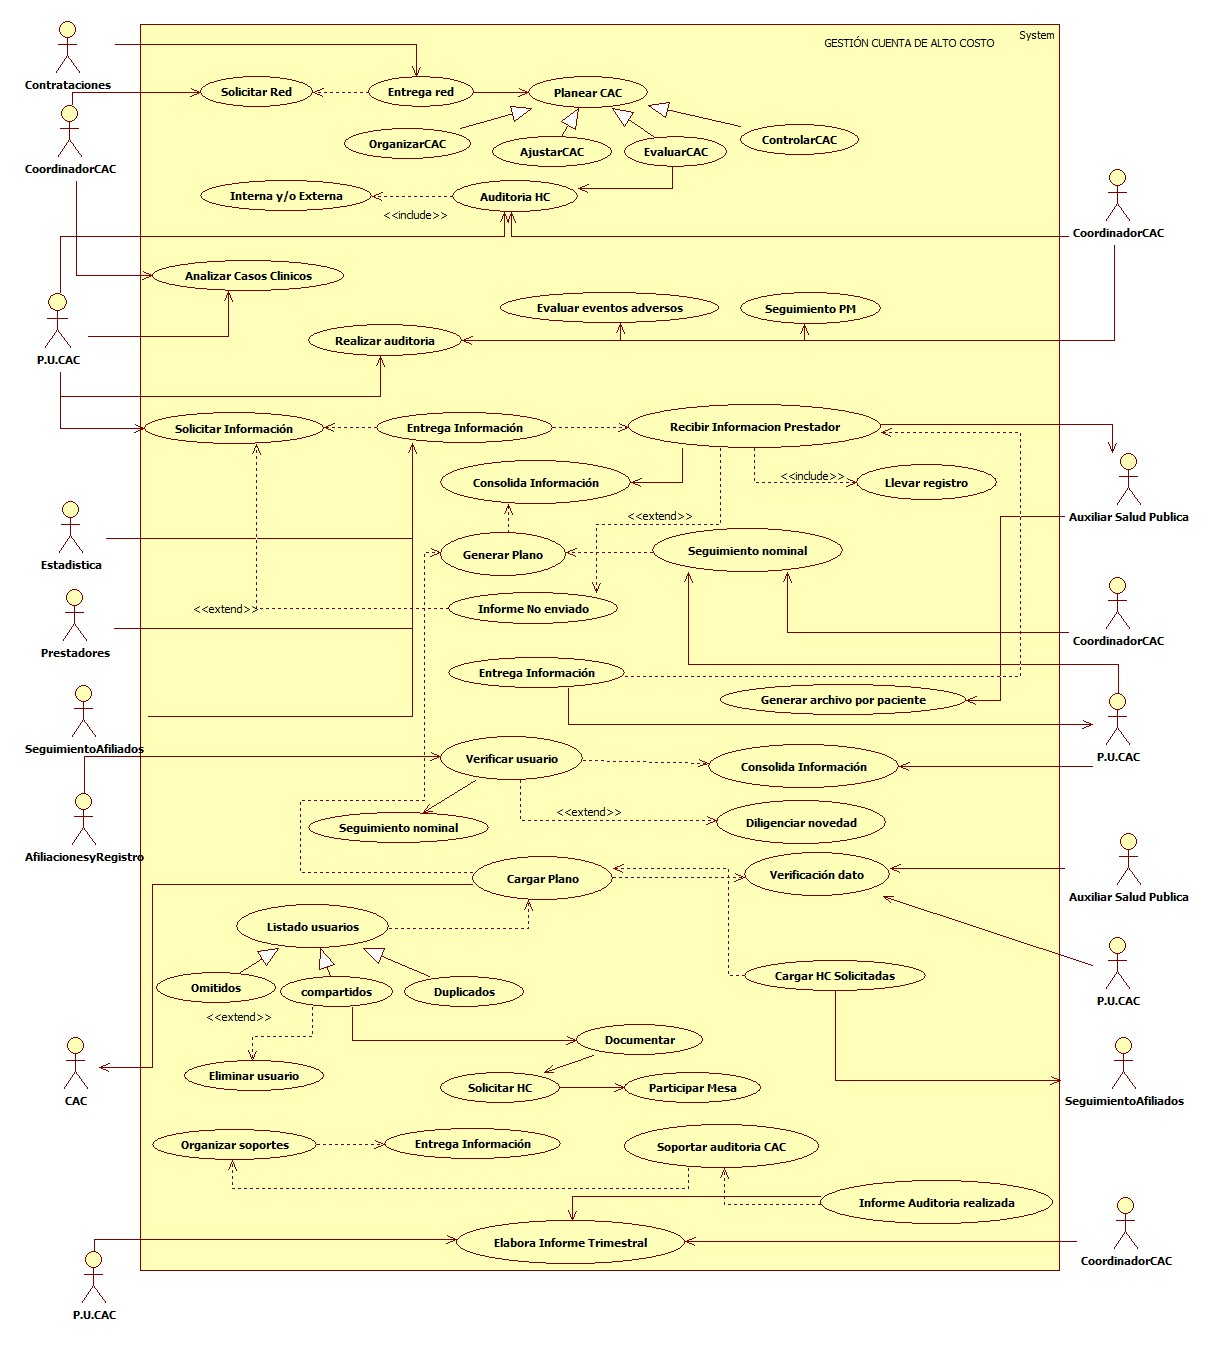 System
GESTIÓN CUENTA DE ALTO COSTO
Contrataciones
Solicitar Red
Entrega red
Planear CAC
OrganizarCAC
AjustarCAC
EvaluarCAC
ControlarCAC
CoordinadorCAC
Interna y/o Externa
Auditoria HC
<<include>>
CoordinadorCAC
Analizar Casos Clinicos
Evaluar eventos adversos
Seguimiento PM
Realizar auditoria
P.U.CAC
Solicitar Información
Entrega Información
Recibir Informacion Prestador
Consolida Información
<<include>>
Llevar registro
<<extend>>
Auxiliar Salud Publica
Generar Plano
Seguimiento nominal
Estadistica
<<extend>>
Informe No enviado
CoordinadorCAC
Prestadores
Entrega Información
Generar archivo por paciente
SeguimientoAfiliados
Verificar usuario
Consolida Información
P.U.CAC
<<extend>>
Seguimiento nominal
Diligenciar novedad
AfiliacionesyRegistro
Cargar Plano
Verificación dato
Auxiliar Salud Publica
Listado usuarios
Cargar HC Solicitadas
Omitidos
compartidos
Duplicados
P.U.CAC
<<extend>>
Documentar
Eliminar usuario
Solicitar HC
Participar Mesa
CAC
SeguimientoAfiliados
Organizar soportes
Entrega Información
Soportar auditoria CAC
Informe Auditoria realizada
Elabora Informe Trimestral
CoordinadorCAC
P.U.CAC